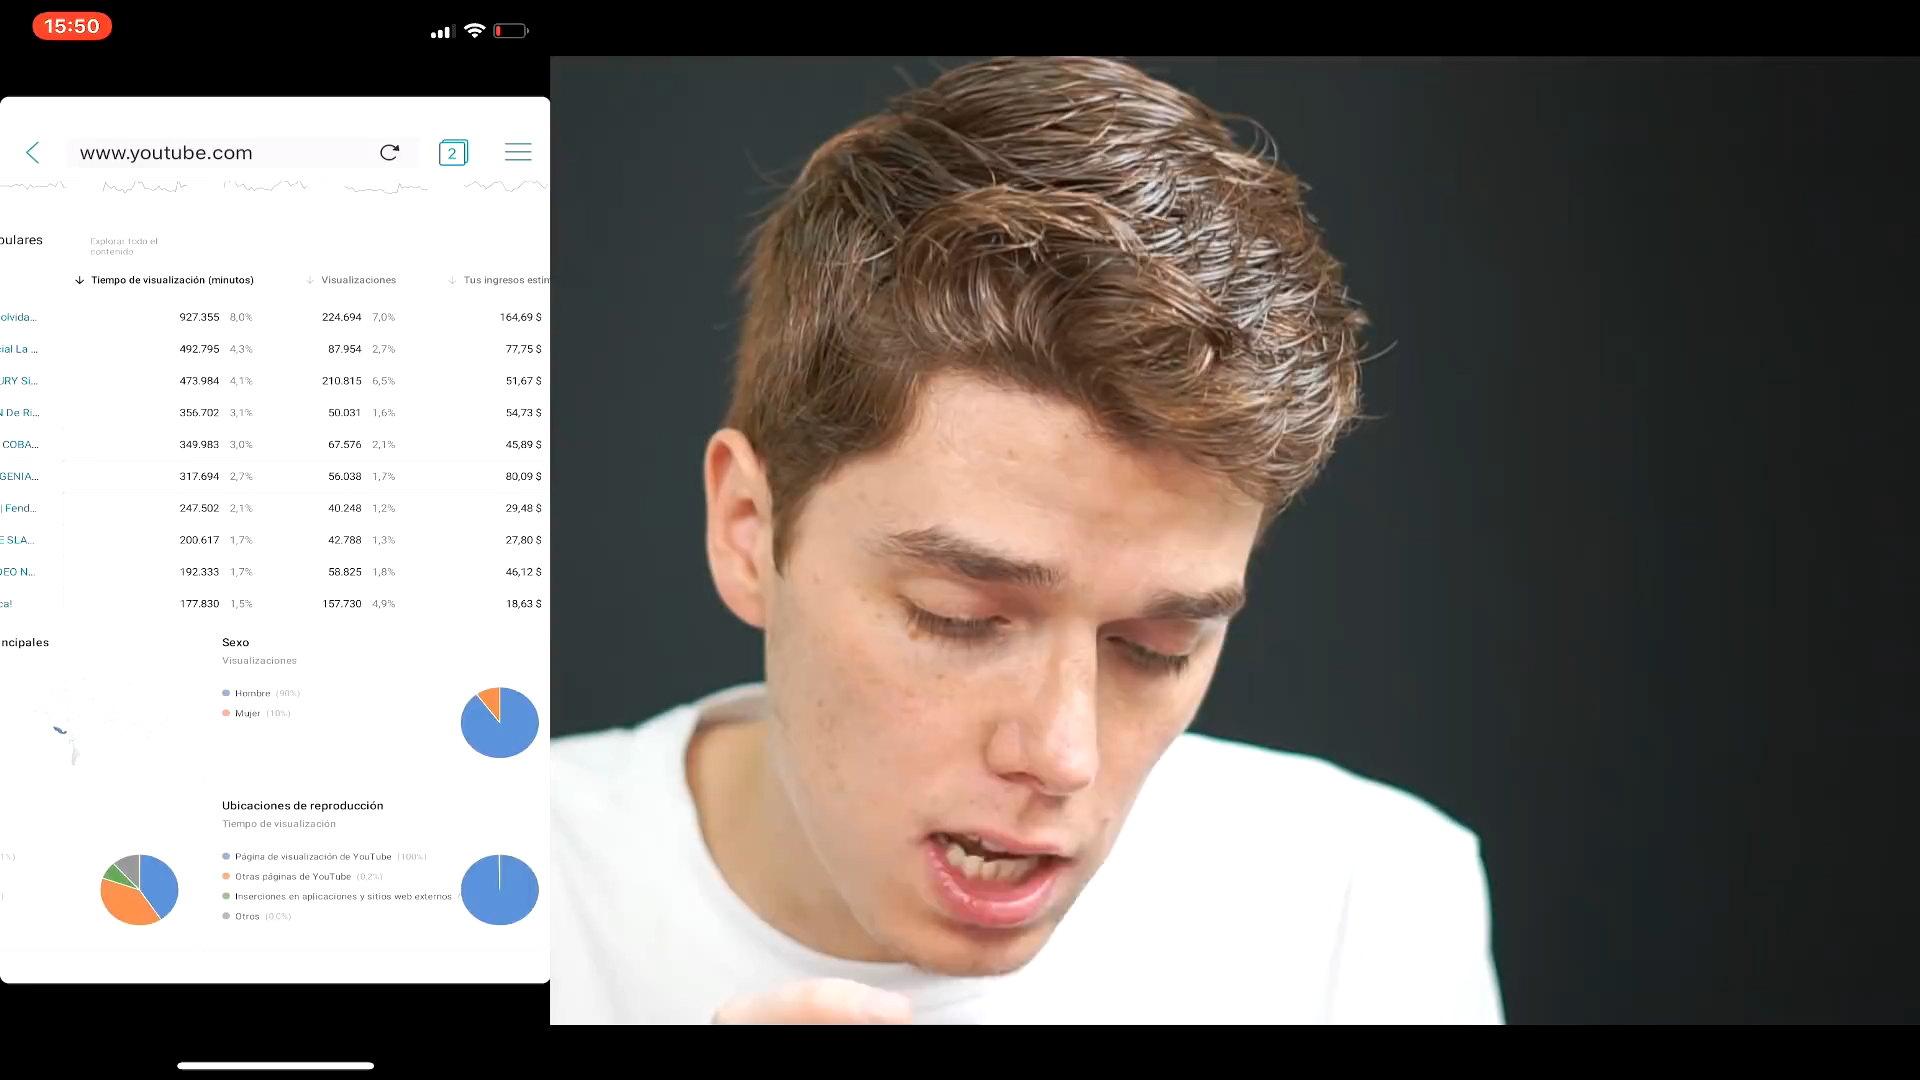 15:50
www.youtube.com
2
pulares
Explorar todo el
contenido
Tiempo de visualización (minutos) Visualizaciones Tus ingresos estim
olvida... 927.355 8,0% 224.694 7,0% 164,69 $
cial La ... 492.795 4,3% 87.954 2,7% 77,75 $
URY Si... 473.984 4,1% 210.815 6,5% 51,67 $
N De Ri... 356.702 3,1% 50.031 1,6% 54,73 $
COBA... 349.983 3,0% 67.576 2,1% 45,89 $
GENIA... 317.694 2,7% 56.038 1,7% 80,09 $
| Fend... 247.502 2,1% 40.248 1,2% 29,48 $
E SLA... 200.617 1,7% 42.788 1,3% 27,80 $
DEO N... 192.333 1,7% 58.825 1,8% 46,12 $
ca! 177.830 1,5% 157.730 4,9% 18,63 $
ncipales
Sexo
Visualizaciones
Hombre (90%)
Mujer (10%)
Ubicaciones de reproducción
Tiempo de visualización
1%)
Página de visualización de YouTube (100%)
Otras páginas de YouTube (0,2%)
Inserciones en aplicaciones y sitios web externos
Otros (0,0%)